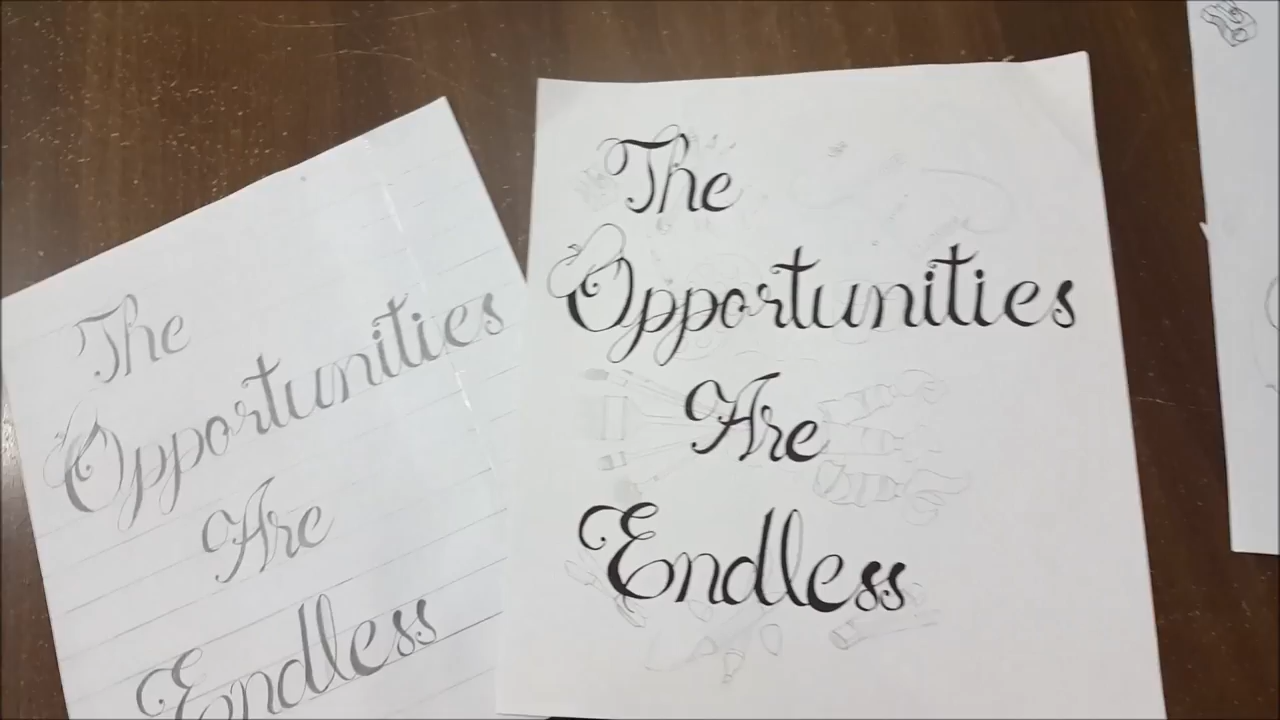 The
Opportunities
Are
Endless
The
Opportunities
Are
Endless